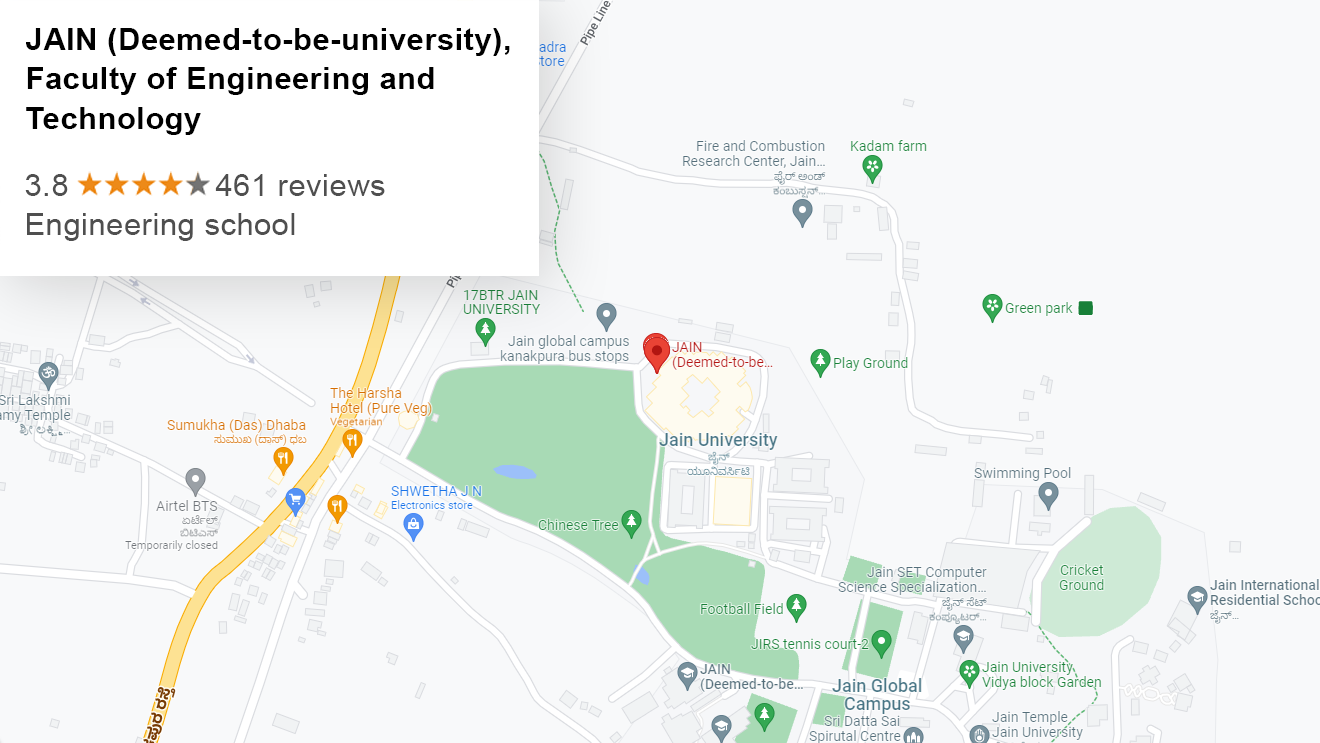 JAIN (Deemed-to-be-university),
Faculty of Engineering and
Technology
3.8
461 reviews
Engineering school
Pipe Line
adra
tore
Fire and Combustion
Research Center, Jain...
ಫೈರ್ ಅಂಡ್
ಕಂಬುಸ್ಷನ್...
Kadam farm
17BTR JAIN
UNIVERSITY
Jain global campus
kanakpura bus stops
JAIN
(Deemed-to-be...
Green park
Play Ground
Sri Lakshmi
amy Temple
The Harsha
Hotel (Pure Veg)
Vegetarian
Sumukha (Das) Dhaba
ಸುಮುಖ (ದಾಸ್) ಧಬ
Jain University
ಜೈನ್
ಯೂನಿವರ್ಸಿಟಿ
Swimming Pool
Airtel BTS
ಏರ್ಟೆಲ್
ಬಿಟಿಎಸ್
Temporarily closed
SHWETHA J N
Electronics store
Chinese Tree
Cricket
Ground
Jain SET Computer
Science Specialization...
ಜೈನ್ ಸೆಟ್
ಕಂಪ್ಯೂಟರ್...
Jain International
Residential Schoo
ಜೈನ್...
Football Field
JIRS tennis court-2
JAIN
(Deemed-to-be...
Jain University
Vidya block Garden
Jain Global
Campus
Sri Datta Sai
Spirutal Centre
Jain Temple
Jain University